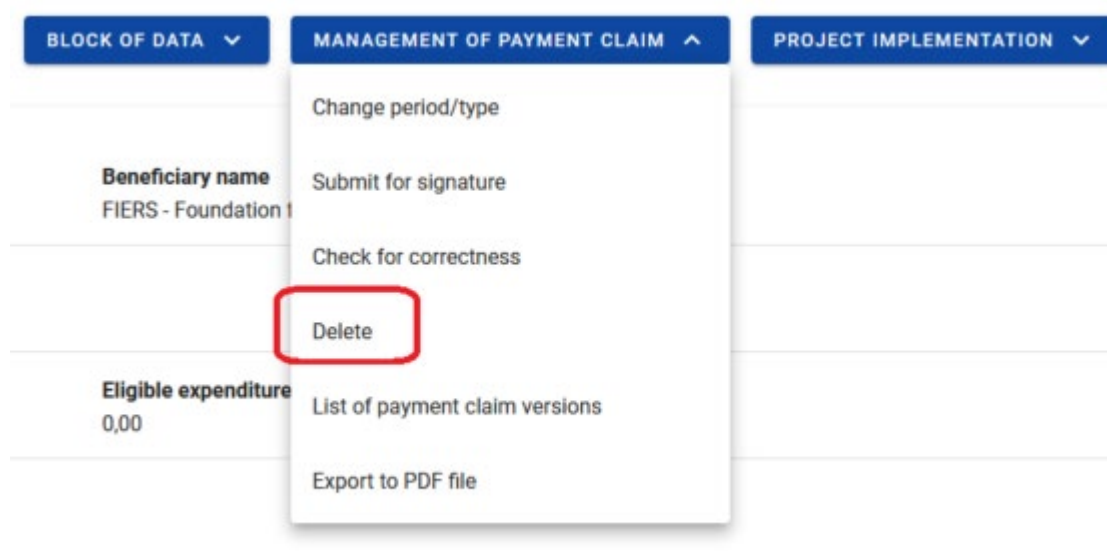 BLOCK OF DATA
MANAGEMENT OF PAYMENT CLAIM
PROJECT IMPLEMENTATION
Change period/type
Beneficiary name
Submit for signature
FIERS - Foundation
Check for correctness
Delete
Eligible expenditure
List of payment claim versions
0,00
Export to PDF file